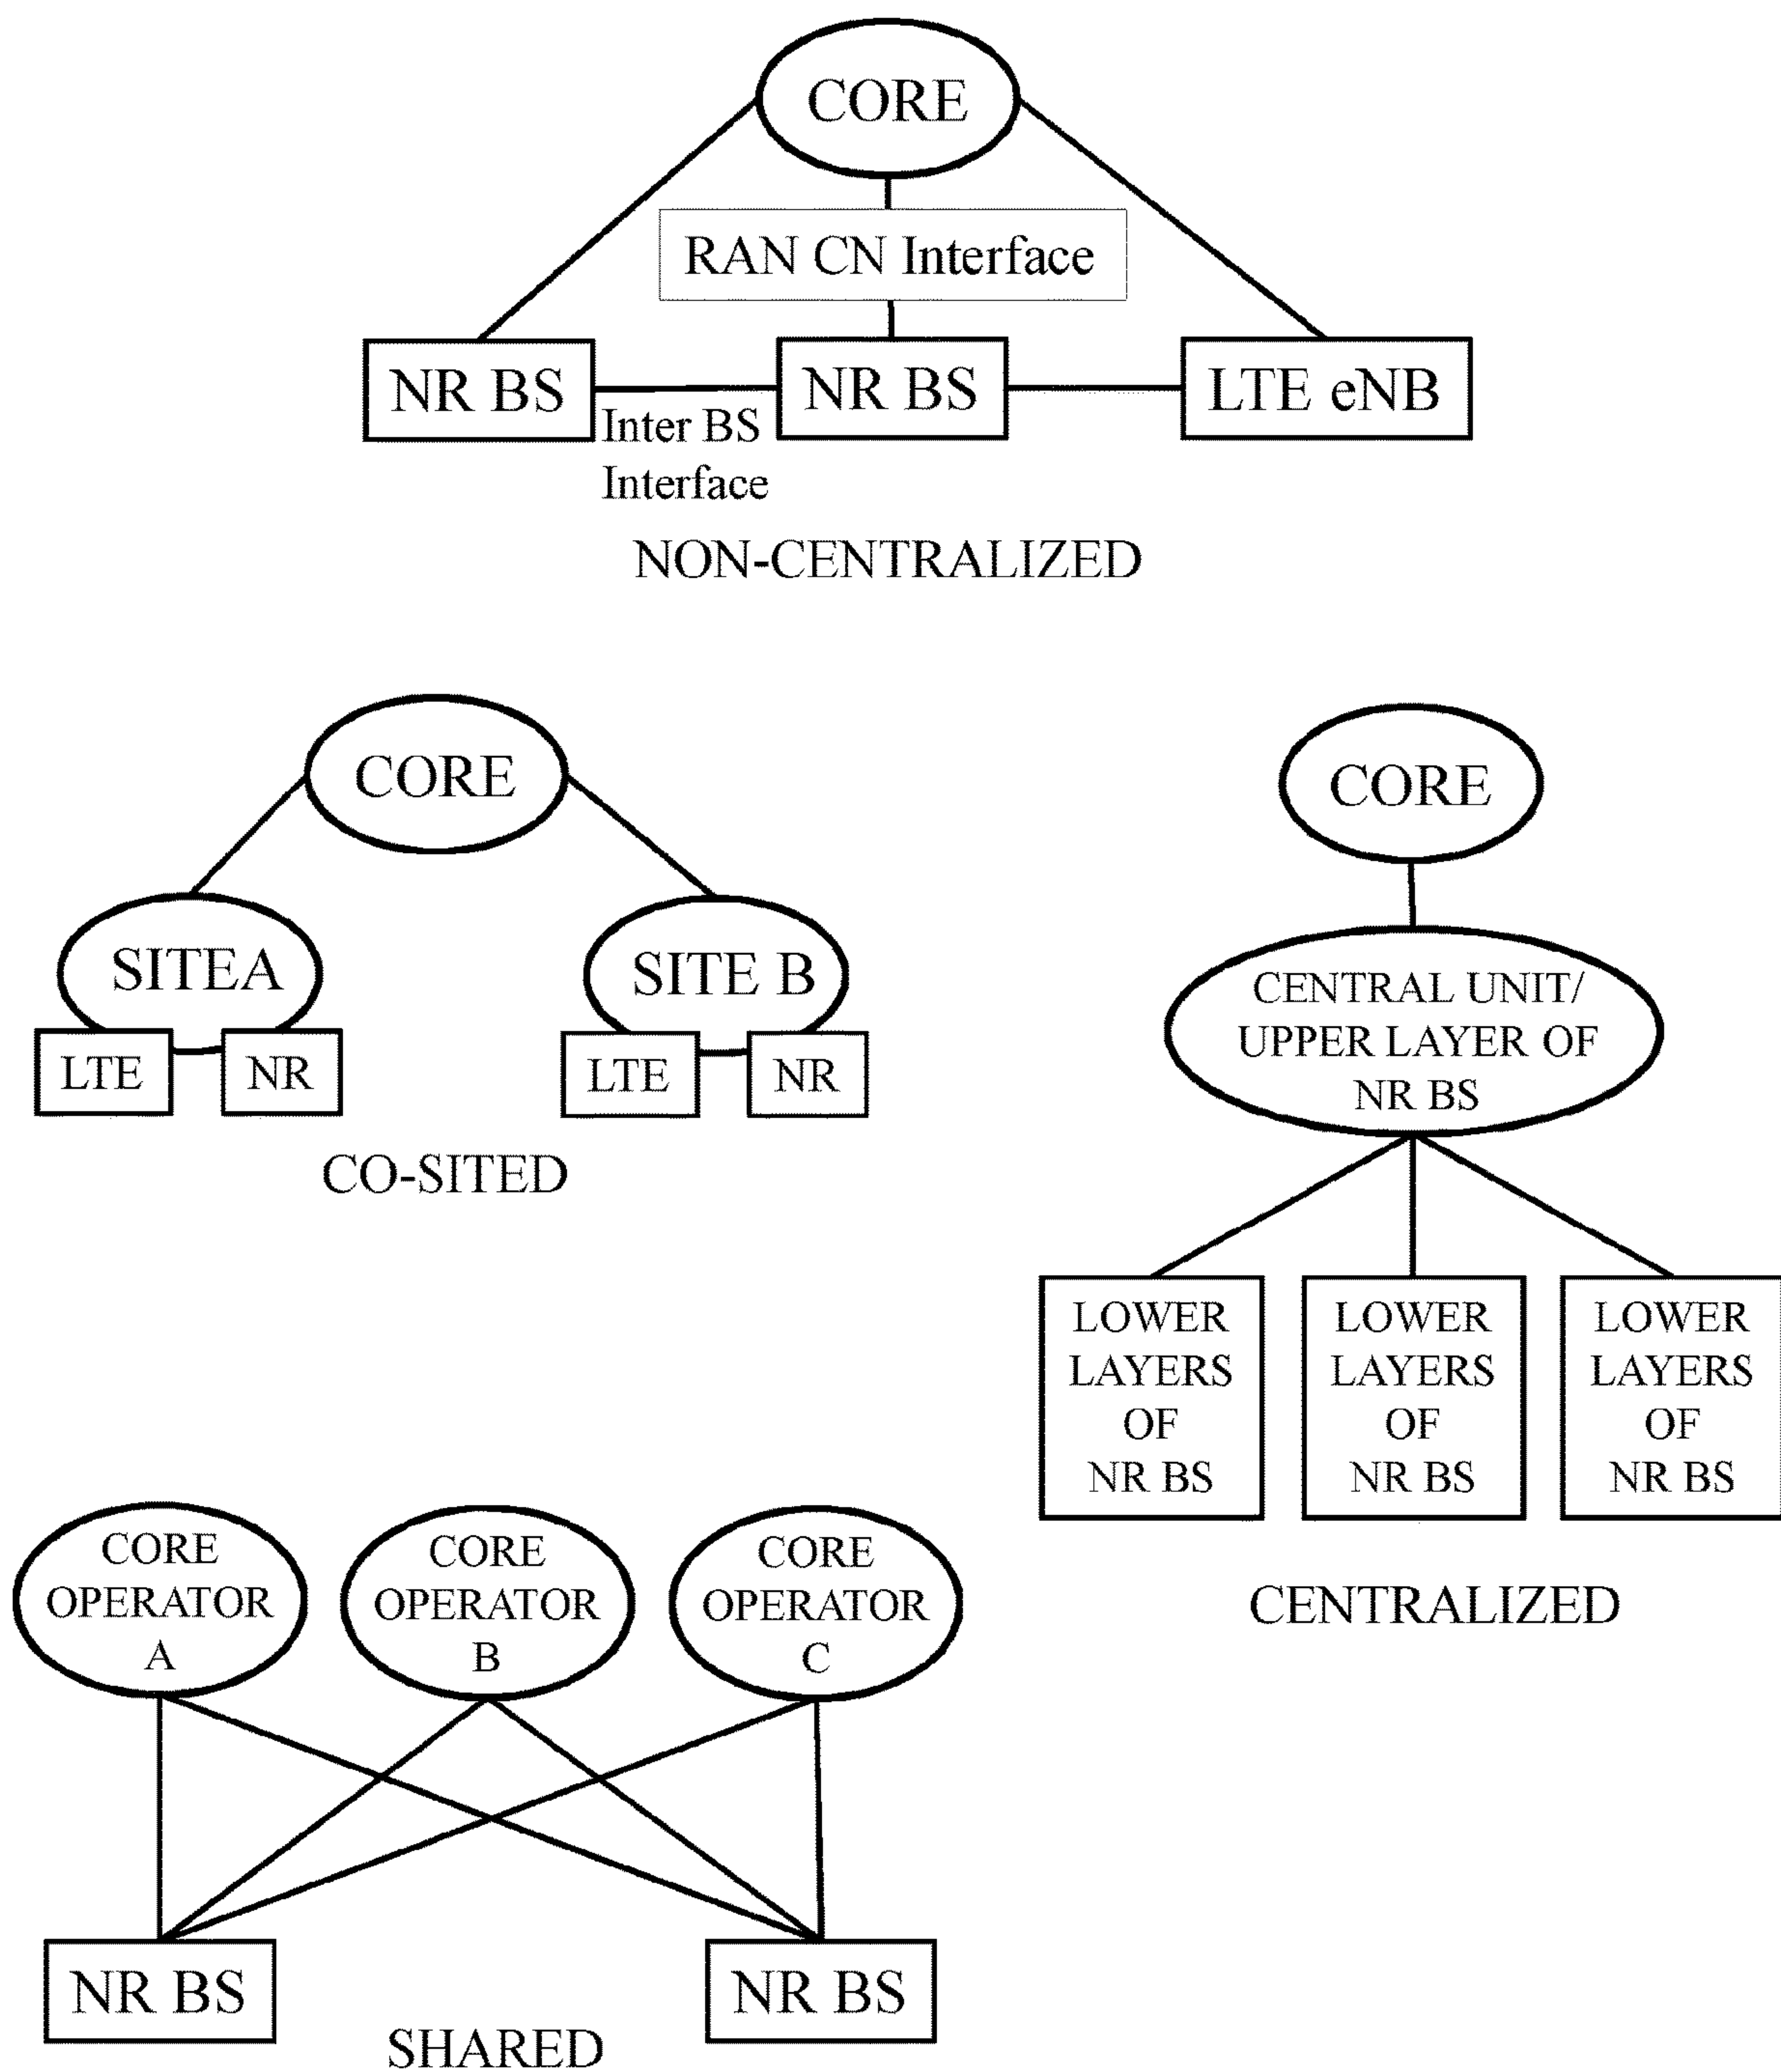 CORE
RAN CN Interface
NR BS
NR BS
LTE eNB
Inter BS
Interface
NON-CENTRALIZED
CORE
SITEA
SITE B
LTE
NR
LTE
NR
CO-SITED
CORE
CENTRAL UNIT/
UPPER LAYER OF
NR BS
LOWER
LAYERS
OF
NR BS
LOWER
LAYERS
OF
NR BS
LOWER
LAYERS
OF
NR BS
CENTRALIZED
CORE
OPERATOR
A
CORE
OPERATOR
B
CORE
OPERATOR
C
NR BS
NR BS
SHARED